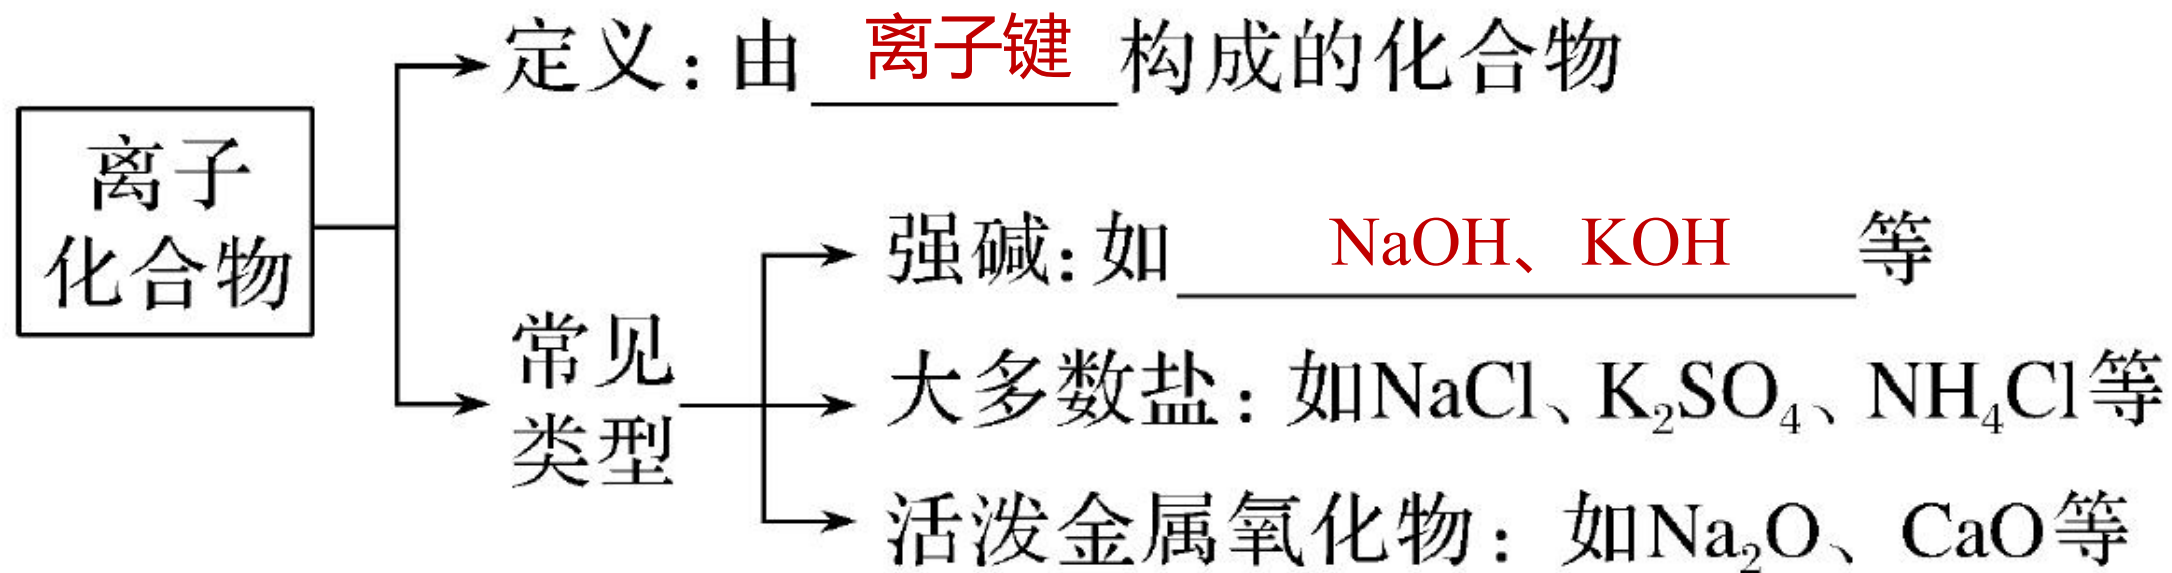 定义：由 离子键 构成的化合物
离子
化合物
强碱：如 NaOH、KOH 等
常见
类型
大多数盐：如NaCl、K₂SO₄、NH₄Cl等
活泼金属氧化物：如Na₂O、CaO等